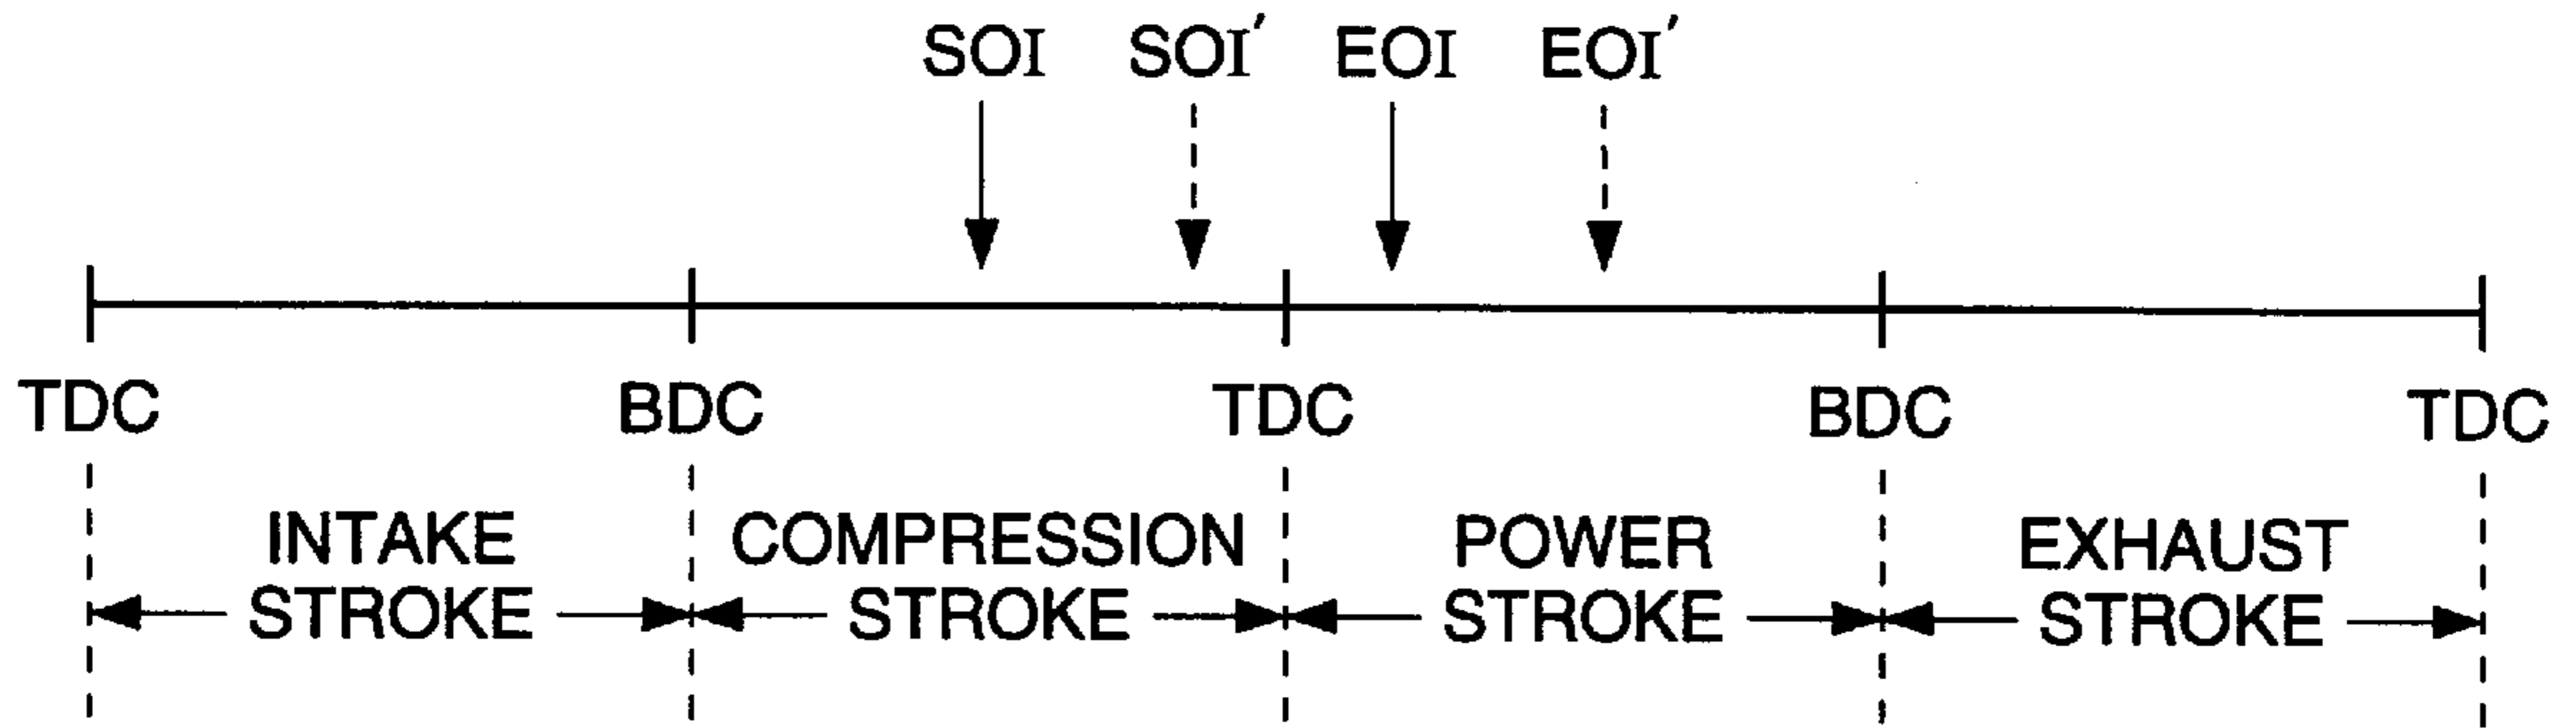 SOI SOI' EOI EOI'
TDC BDC TDC BDC TDC
INTAKE STROKE
COMPRESSION STROKE
POWER STROKE
EXHAUST STROKE